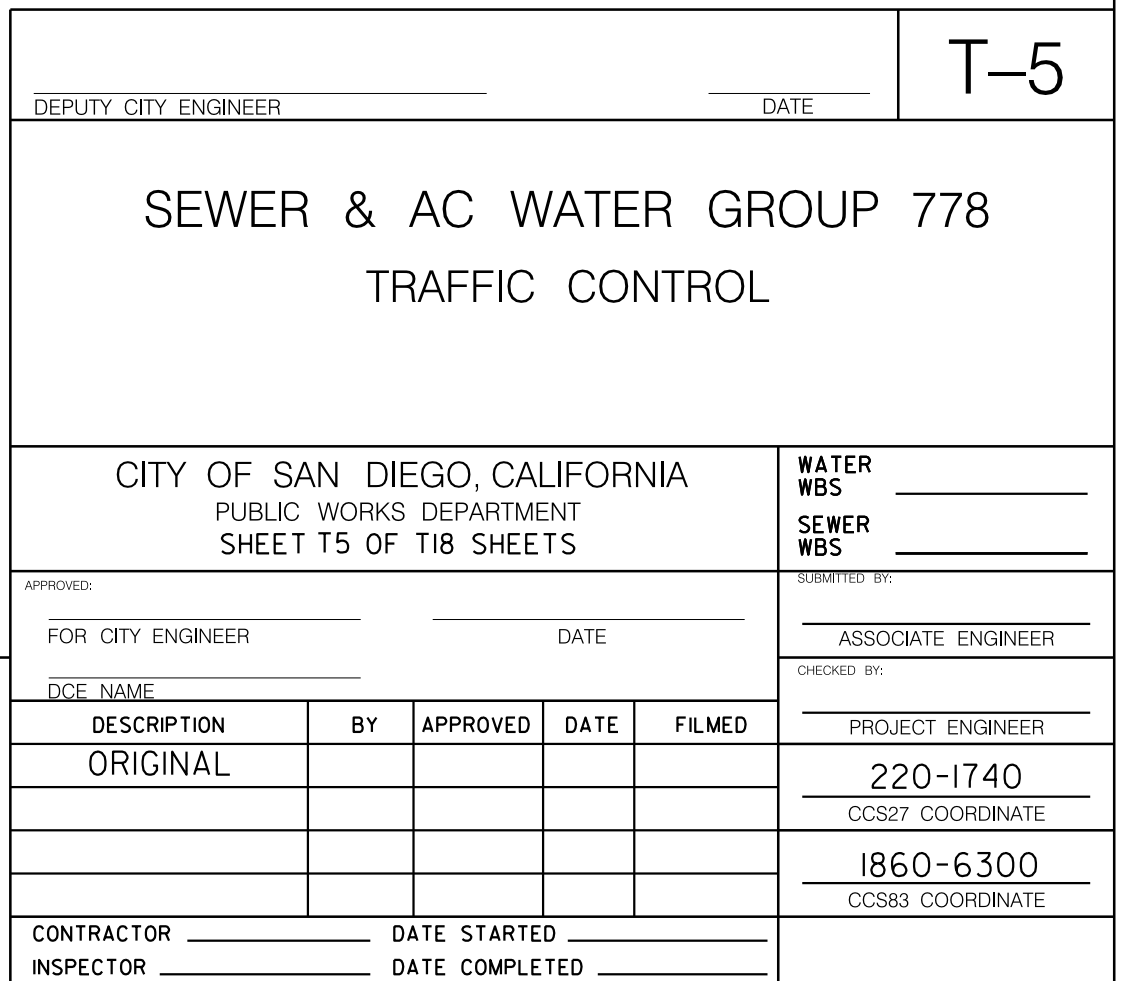 T-5
DEPUTY CITY ENGINEER DATE
SEWER & AC WATER GROUP 778
TRAFFIC CONTROL
CITY OF SAN DIEGO, CALIFORNIA
PUBLIC WORKS DEPARTMENT
SHEET T5 OF T18 SHEETS
WATER
WBS
SEWER
WBS
APPROVED:
FOR CITY ENGINEER DATE
DCE NAME
SUBMITTED BY:
ASSOCIATE ENGINEER
CHECKED BY:
PROJECT ENGINEER
DESCRIPTION BY APPROVED DATE FILMED
ORIGINAL
220-1740
CCS27 COORDINATE
1860-6300
CCS83 COORDINATE
CONTRACTOR DATE STARTED
INSPECTOR DATE COMPLETED